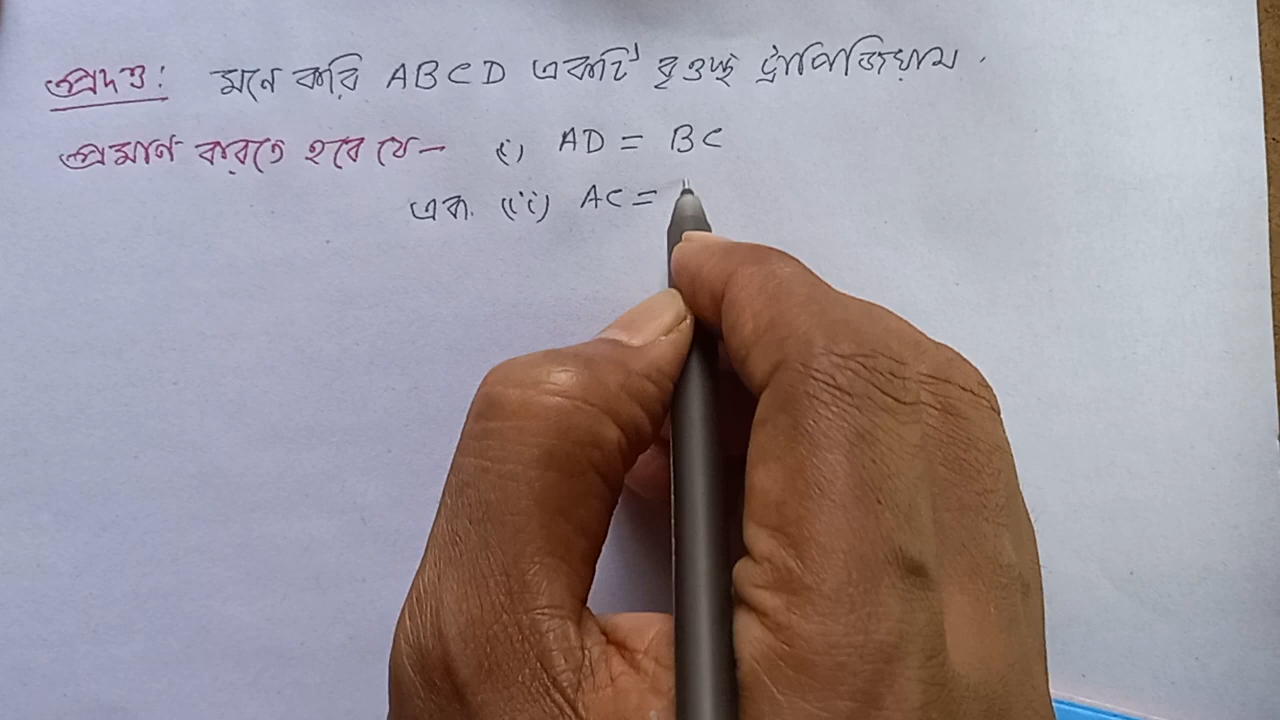 প্রদত্ত: মনে করি ABCD একটি বৃত্তস্থ ট্রাপিজিয়াম.
প্রমাণ করতে হবে যে- (i) AD = BC
এবং (ii) AC =